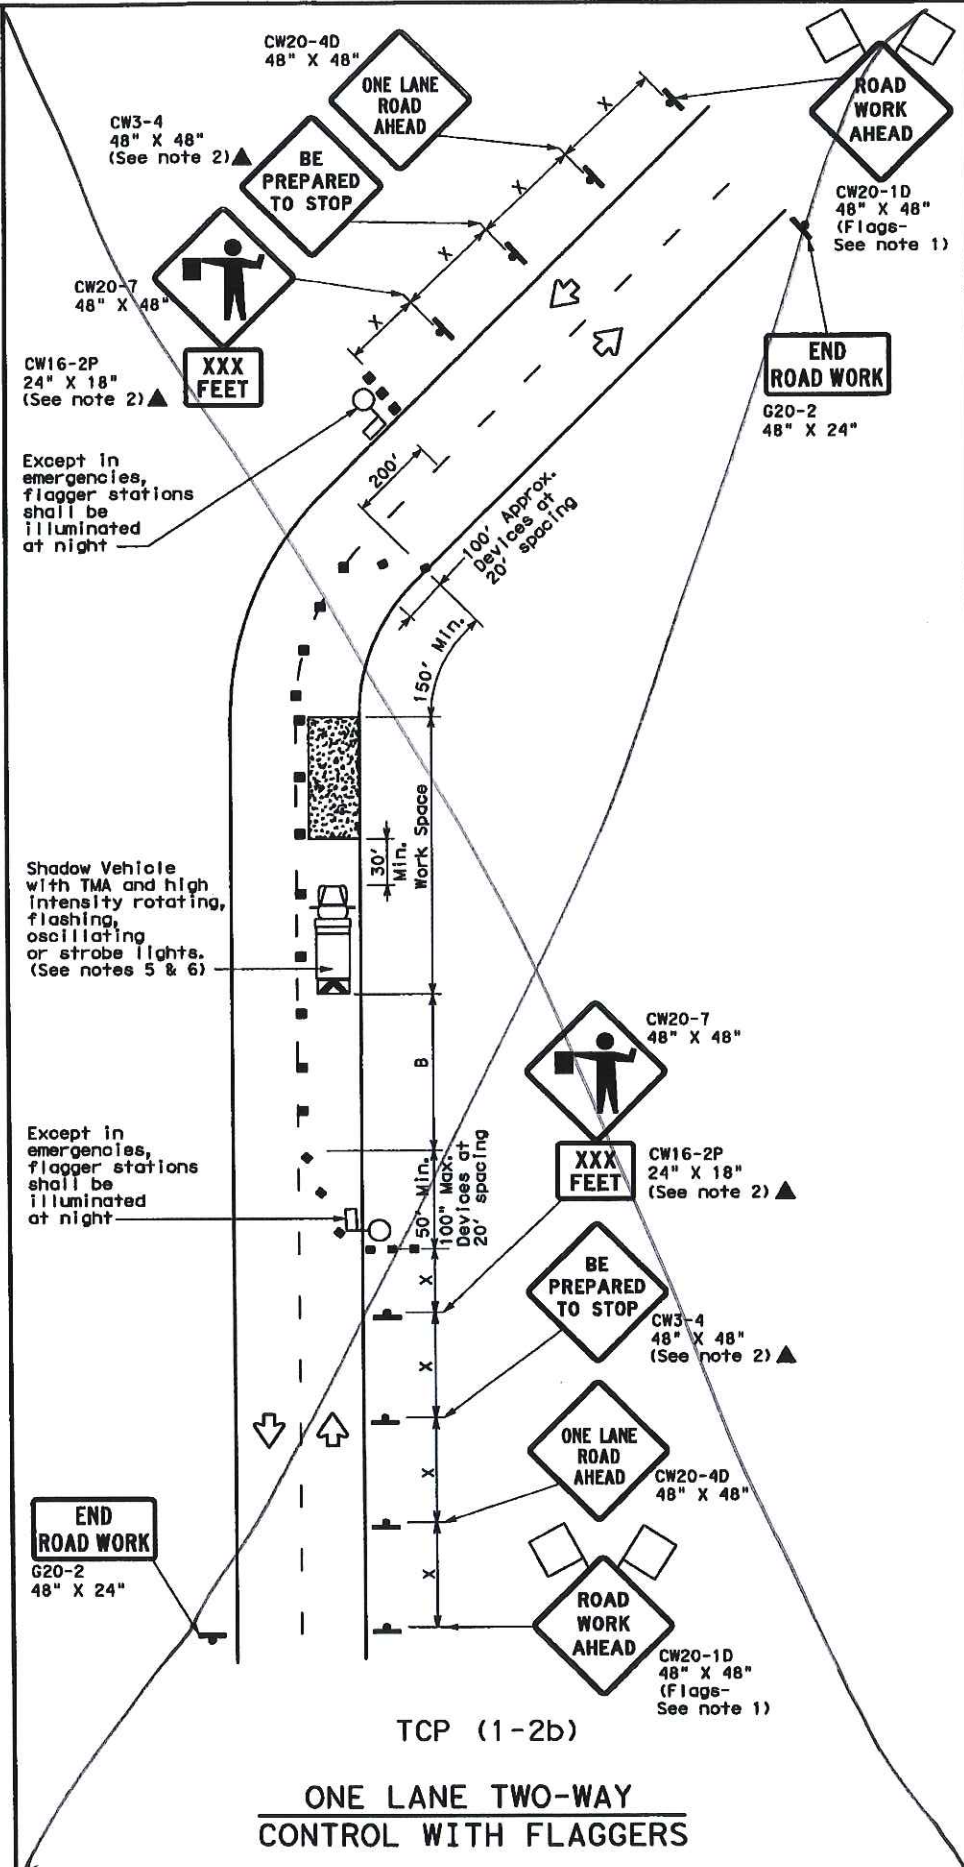 CW20-4D
48" X 48"
ONE LANE
ROAD
AHEAD
ROAD
WORK
AHEAD
CW20-1D
48" X 48"
(Flags-
See note 1)
CW3-4
48" X 48"
(See note 2)▲
BE
PREPARED
TO STOP
X
X
X
X
CW20-7
48" X 48"
CW16-2P
24" X 18"
(See note 2)▲
XXX
FEET
END
ROAD WORK
G20-2
48" X 24"
Except in
emergencies,
flagger stations
shall be
illuminated
at night
200'
100' Approx.
Devices at
20' spacing
150' Min.
30'
Min.
Work Space
Shadow Vehicle
with TMA and high
intensity rotating,
flashing,
oscillating
or strobe lights.
(See notes 5 & 6)
B
CW20-7
48" X 48"
XXX
FEET
CW16-2P
24" X 18"
(See note 2)▲
Except in
emergencies,
flagger stations
shall be
illuminated
at night
50' Min.
100" Max.
Devices at
20' spacing
X
X
X
X
BE
PREPARED
TO STOP
CW3-4
48" X 48"
(See note 2)▲
ONE LANE
ROAD
AHEAD
CW20-4D
48" X 48"
END
ROAD WORK
G20-2
48" X 24"
ROAD
WORK
AHEAD
CW20-1D
48" X 48"
(Flags-
See note 1)
TCP (1-2b)
ONE LANE TWO-WAY
CONTROL WITH FLAGGERS